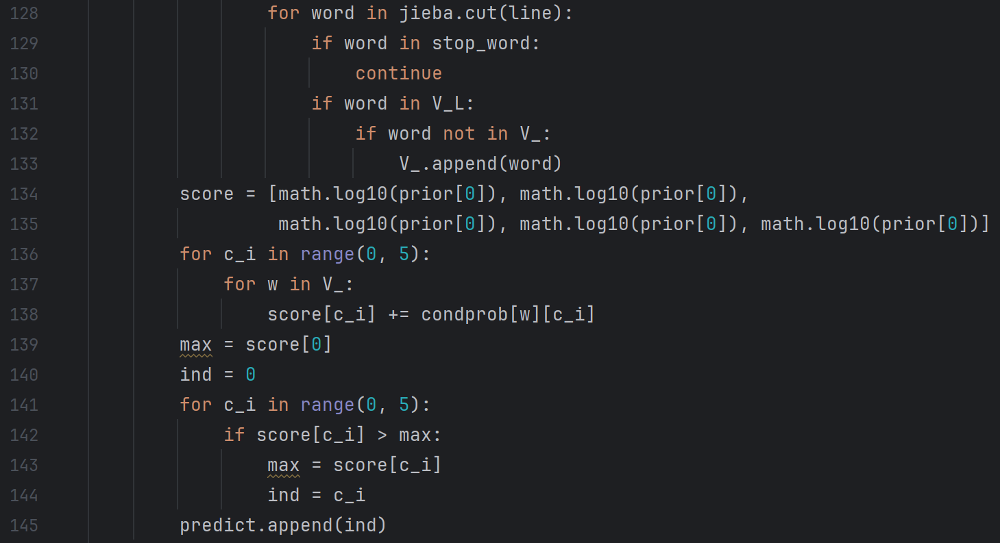 128 for word in jieba.cut(line):
129 if word in stop_word:
130 continue
131 if word in V_L:
132 if word not in V_:
133 V_.append(word)
134 score = [math.log10(prior[0]), math.log10(prior[0]),
135 math.log10(prior[0]), math.log10(prior[0]), math.log10(prior[0])]
136 for c_i in range(0, 5):
137 for w in V_:
138 score[c_i] += condprob[w][c_i]
139 max = score[0]
140 ind = 0
141 for c_i in range(0, 5):
142 if score[c_i] > max:
143 max = score[c_i]
144 ind = c_i
145 predict.append(ind)